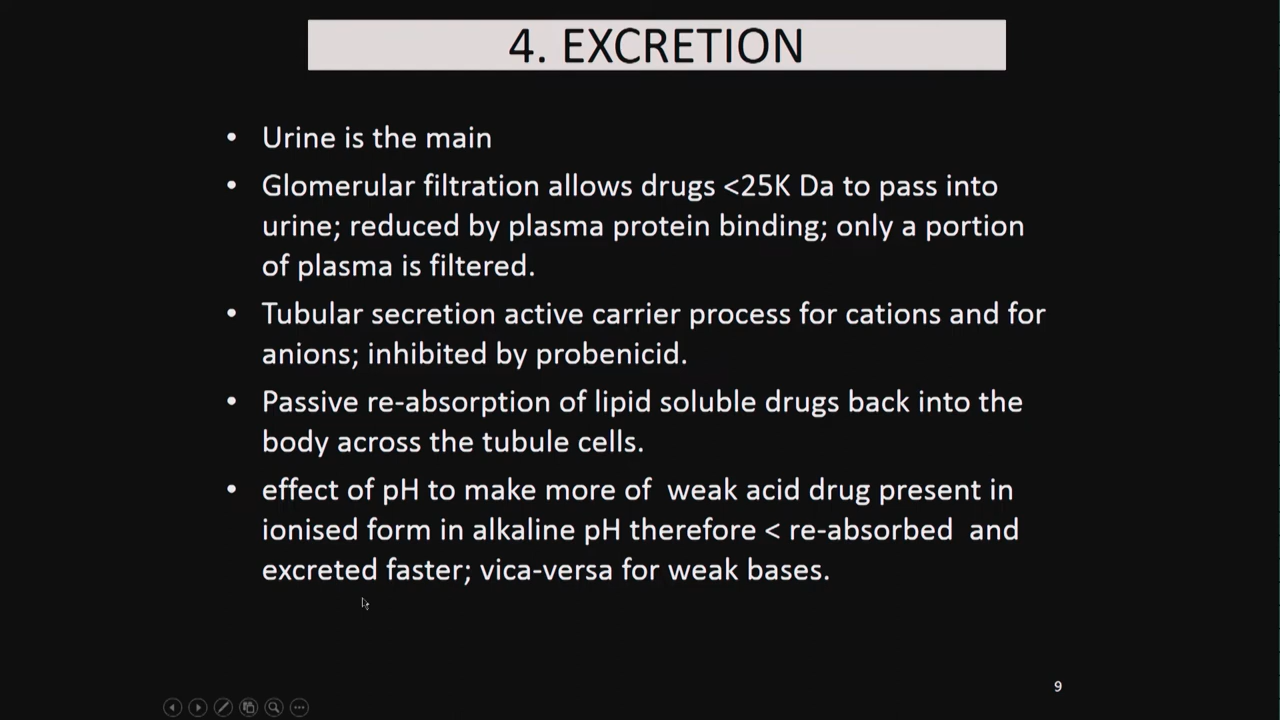 4. EXCRETION
• Urine is the main
• Glomerular filtration allows drugs <25K Da to pass into
urine; reduced by plasma protein binding; only a portion
of plasma is filtered.
• Tubular secretion active carrier process for cations and for
anions; inhibited by probenicid.
• Passive re-absorption of lipid soluble drugs back into the
body across the tubule cells.
• effect of pH to make more of  weak acid drug present in
ionised form in alkaline pH therefore < re-absorbed  and
excreted faster; vica-versa for weak bases.
9